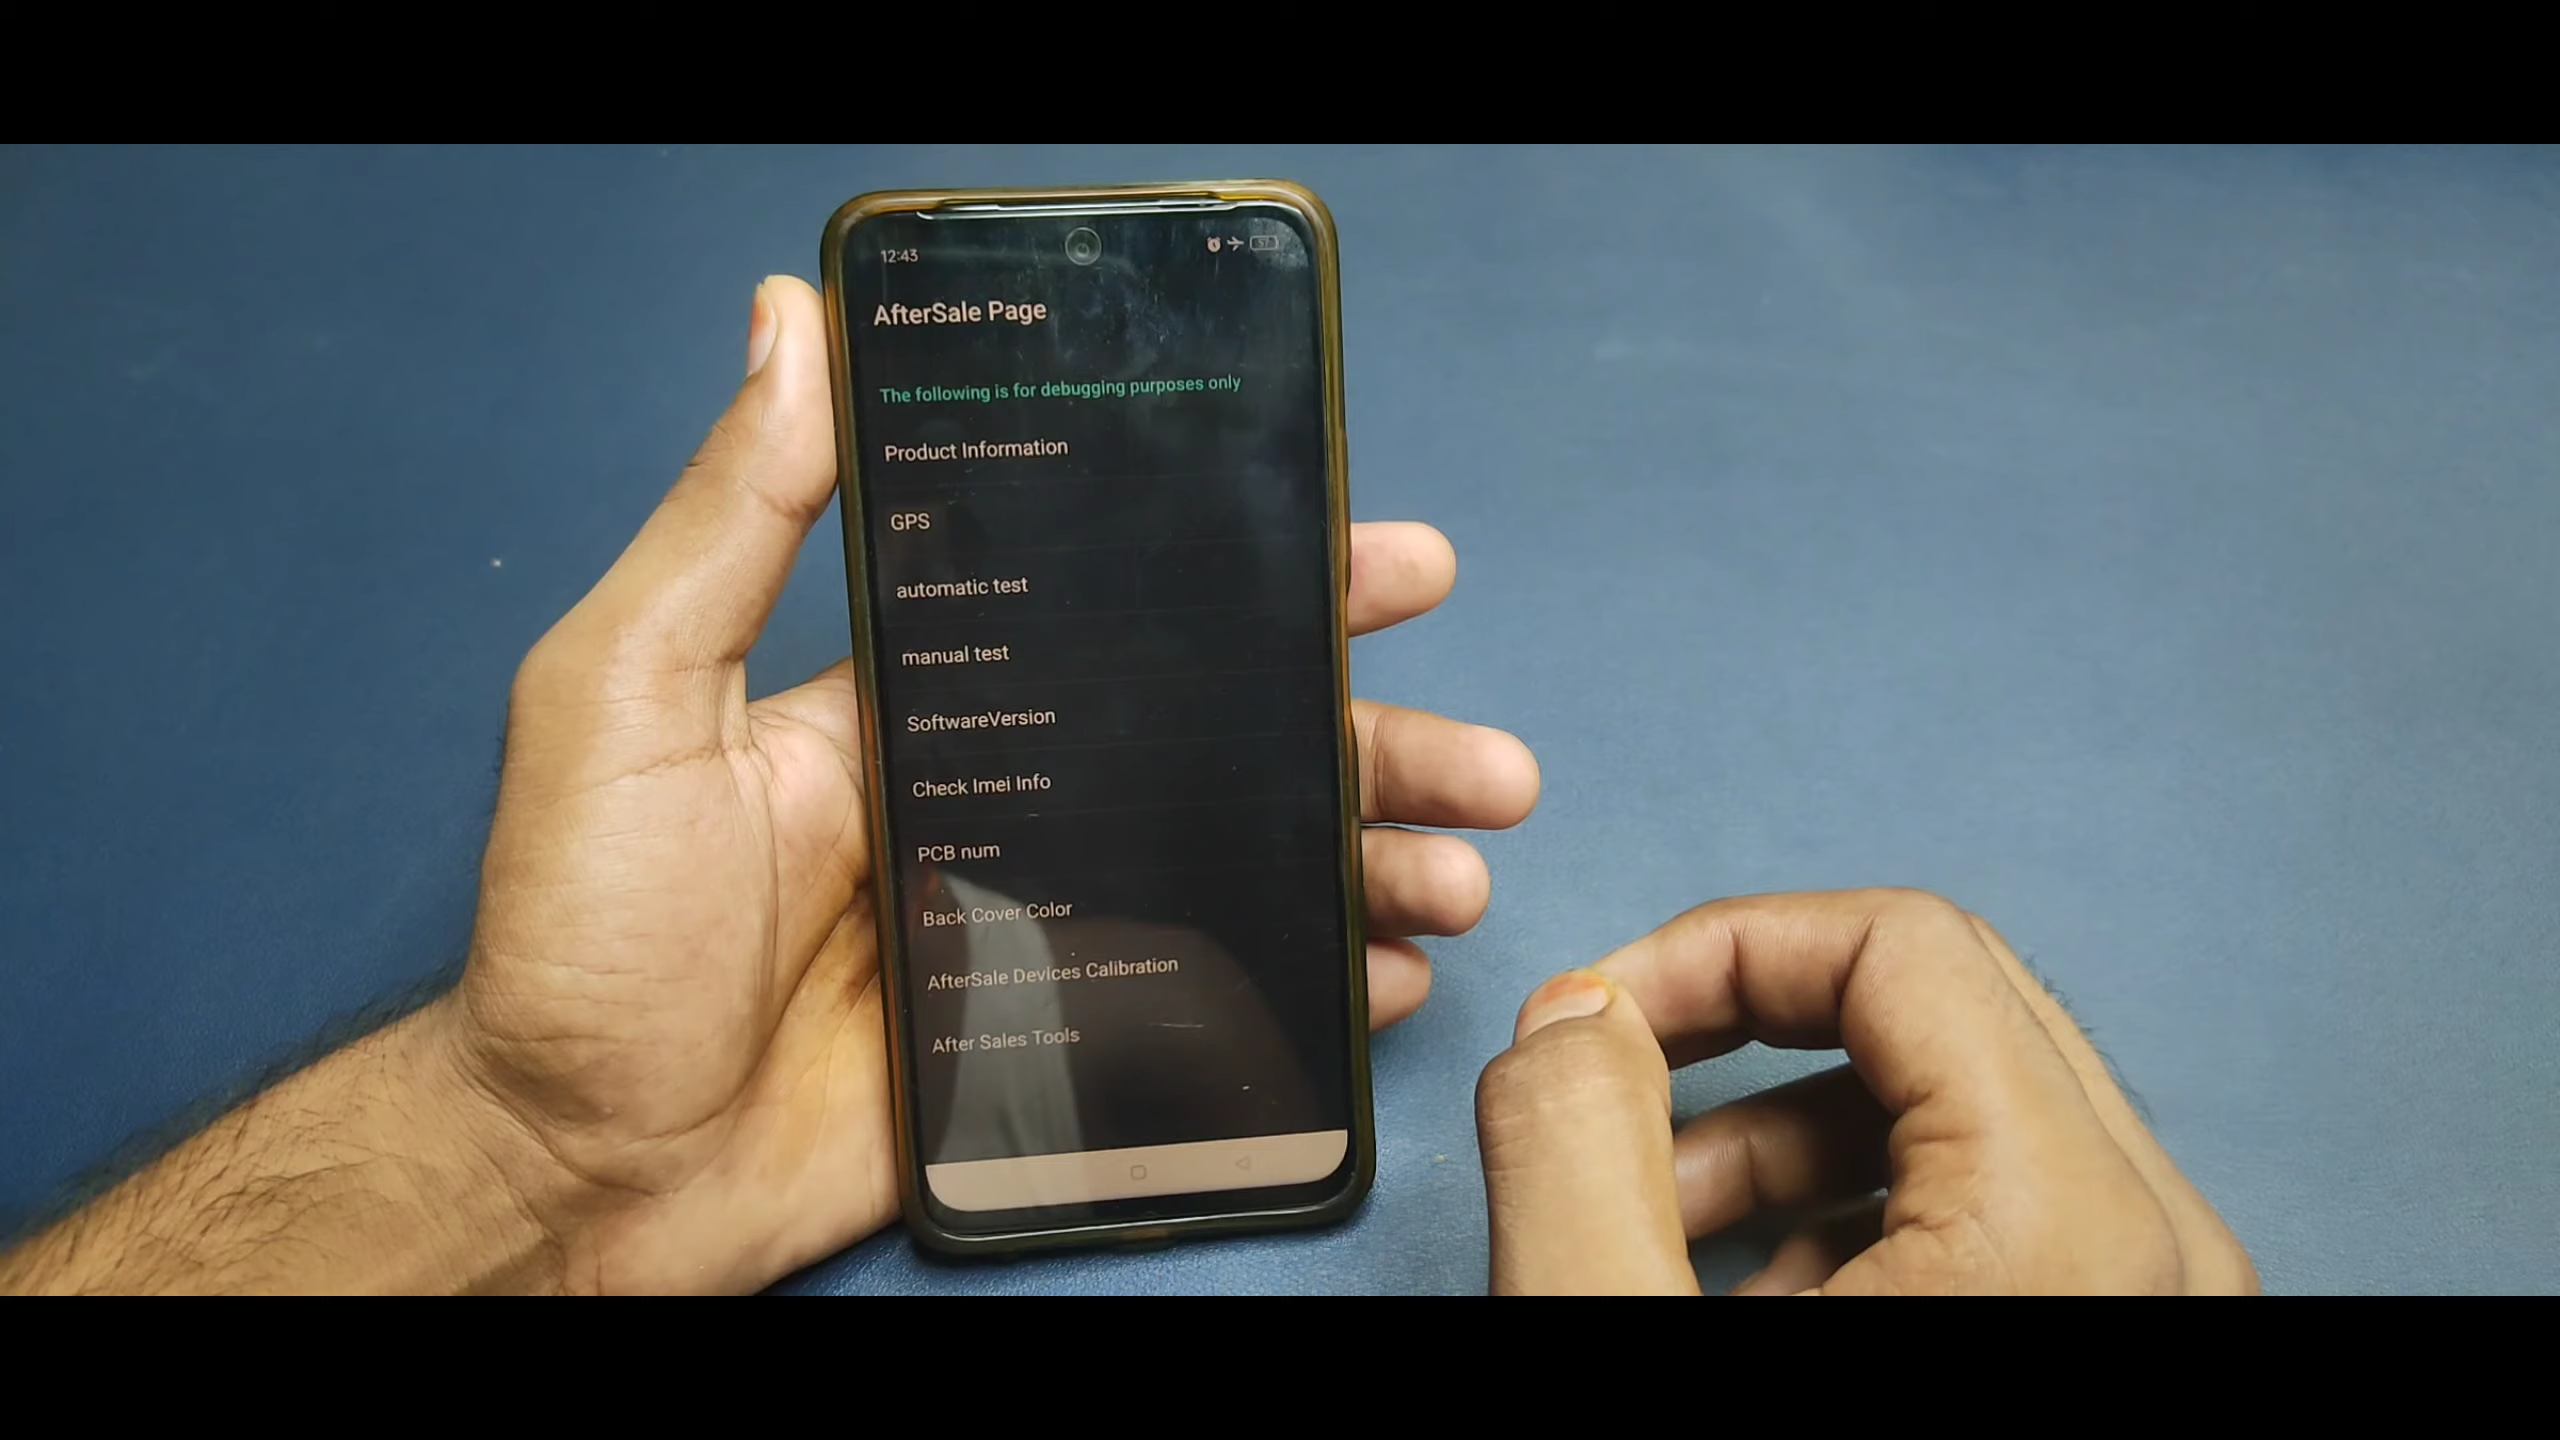 12:43
57
AfterSale Page
The following is for debugging purposes only
Product Information
GPS
automatic test
manual test
SoftwareVersion
Check Imei Info
PCB num
Back Cover Color
AfterSale Devices Calibration
After Sales Tools